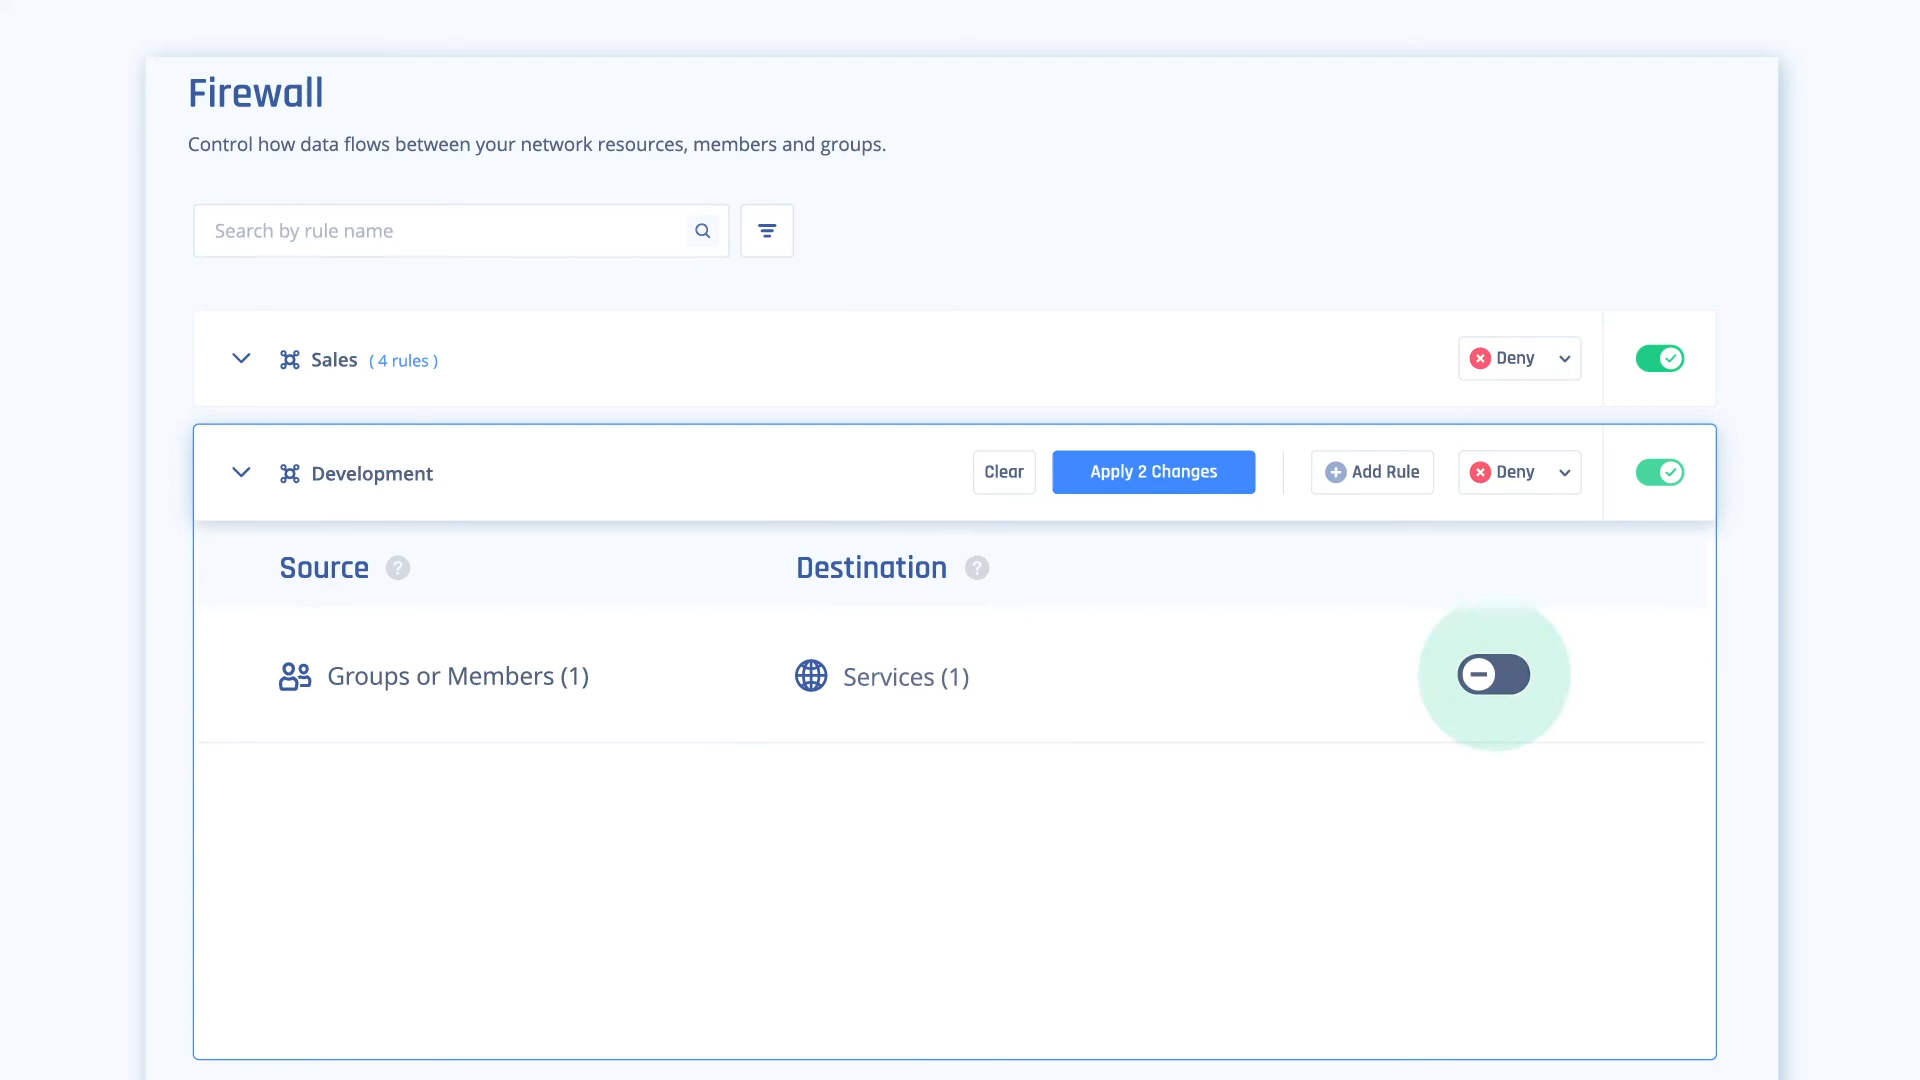 Firewall
Control how data flows between your network resources, members and groups.
Search by rule name
Sales ( 4 rules ) Deny
Development Clear Apply 2 Changes Add Rule Deny
Source ? Destination ?
Groups or Members (1) Services (1)